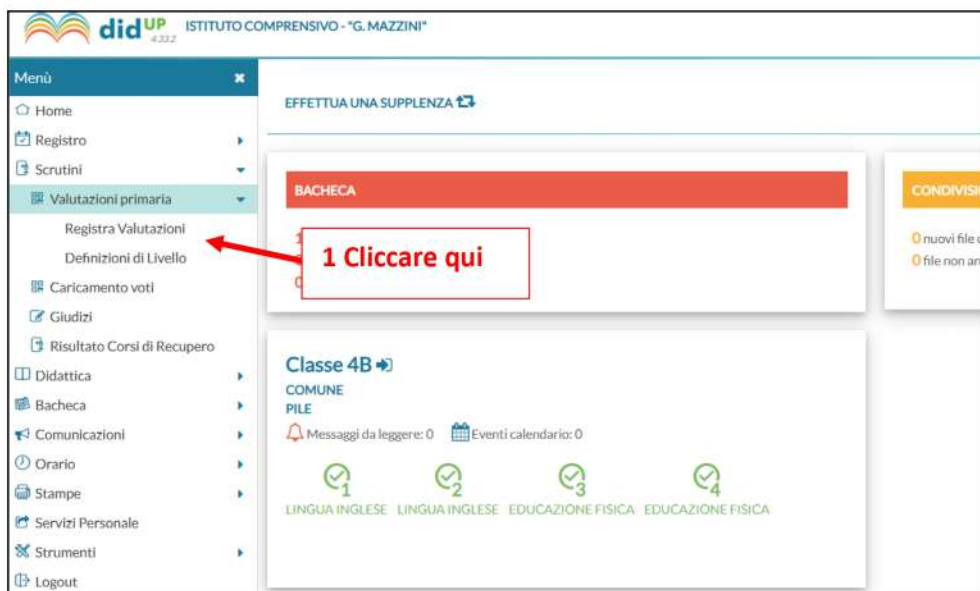 didUP
4.33.2
ISTITUTO COMPRENSIVO - "G. MAZZINI"
Menù
Home
Registro
Scrutini
Valutazioni primaria
Registra Valutazioni
Definizioni di Livello
Caricamento voti
Giudizi
Risultato Corsi di Recupero
Didattica
Bacheca
Comunicazioni
Orario
Stampe
Servizi Personale
Strumenti
Logout
EFFETTUA UNA SUPPLENZA
BACHECA
1 Cliccare qui
CONDIVISI
0 nuovi file
0 file non
Classe 4B
COMUNE
PILE
Messaggi da leggere: 0 Eventi calendario: 0
1 2 3 4
LINGUA INGLESE LINGUA INGLESE EDUCAZIONE FISICA EDUCAZIONE FISICA